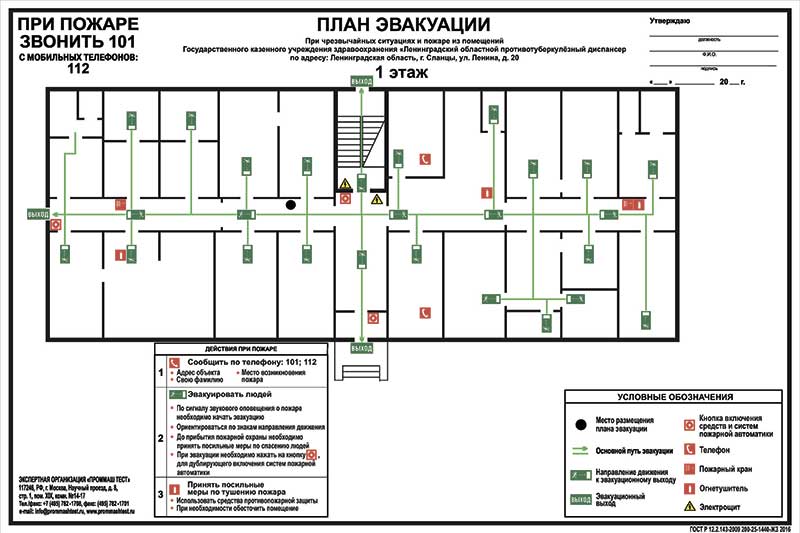 ПРИ ПОЖАРЕ
ЗВОНИТЬ 101
С МОБИЛЬНЫХ ТЕЛЕФОНОВ:
112
ПЛАН ЭВАКУАЦИИ
При чрезвычайных ситуациях и пожаре из помещений
Государственного казенного учреждения здравоохранения «Ленинградский областной противотуберкулёзный диспансер
по адресу: Ленинградская область, г. Сланцы, ул. Ленина, д. 20
1 этаж
Утверждаю
должность
Ф.И.О.
подпись
«___» ________ 20 __ г.
ВЫХОД
ВЫХОД
ВЫХОД
ДЕЙСТВИЯ ПРИ ПОЖАРЕ
1
Сообщить по телефону: 101; 112
• Адрес объекта
• Свою фамилию
• Место возникновения
пожара
2
Эвакуировать людей
• По сигналу звукового оповещения о пожаре
необходимо начать эвакуацию
• Ориентироваться по знакам направления движения
• До прибытия пожарной охраны необходимо
принять посильные меры по спасению людей
• При эвакуации необходимо нажать на кнопку ,
для дублирующего включения систем пожарной
автоматики
3
Принять посильные
меры по тушению пожара
• Использовать средства противопожарной защиты
• При необходимости обесточить помещение
УСЛОВНЫЕ ОБОЗНАЧЕНИЯ
Место размещения
плана эвакуации
Основной путь эвакуации
Направление движения
к эвакуационному выходу
Эвакуационный
выход
Кнопка включения
средств и систем
пожарной автоматики
Телефон
Пожарный кран
Огнетушитель
Электрощит
ЭКСПЕРТНАЯ ОРГАНИЗАЦИЯ «ПРОММАШ ТЕСТ»
117246, РФ, г. Москва, Научный проезд, д. 8,
стр. 1, пом. XIX, комн. №14-17
Тел./факс: +7 (495) 762-1766, факс: (495) 762-1701
e-mail: info@prommashtest.ru, www.prommashtest.ru
ГОСТ Р 12.2.143-2009 280-25-1440-ЖЗ 2016